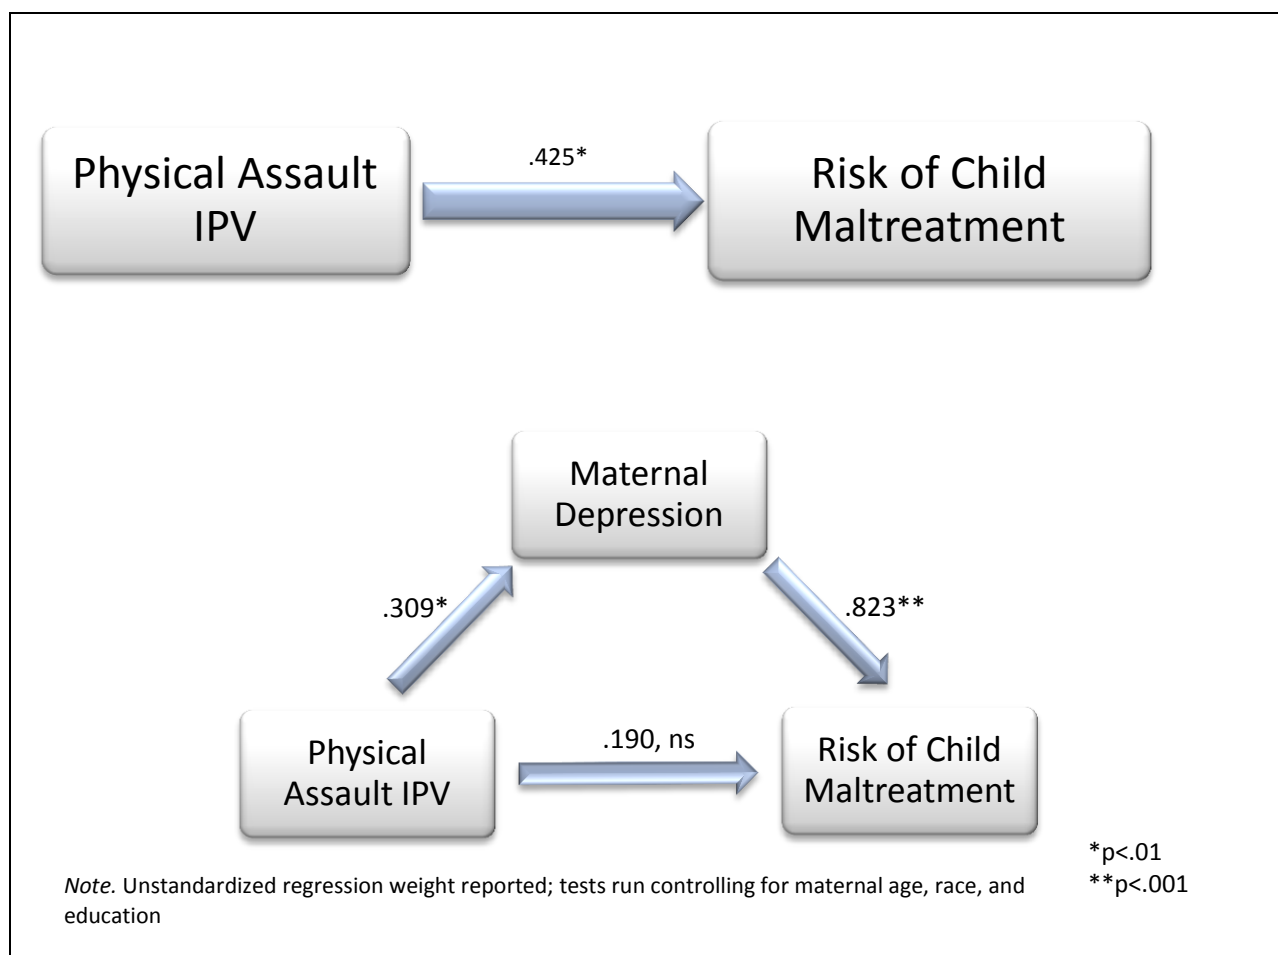 Physical Assault
IPV
.425*
Risk of Child
Maltreatment
Maternal
Depression
.309*
.823**
Physical
Assault IPV
.190, ns
Risk of Child
Maltreatment
*p<.01
**p<.001
Note. Unstandardized regression weight reported; tests run controlling for maternal age, race, and
education